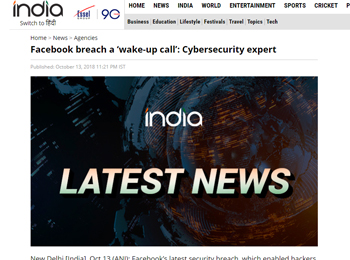 india
Switch to हिंदी
90
HOME NEWS INDIA WORLD ENTERTAINMENT SPORTS CRICKET
Business Education Lifestyle Festivals Travel Topics Tech
Home - News - Agencies
Facebook breach a ‘wake-up call’: Cybersecurity expert
Published: October 13, 2018 11:21 PM IST
india
LATEST NEWS
New Delhi [India], Oct 13 (ANI): Facebook's latest security breach, which enabled hackers